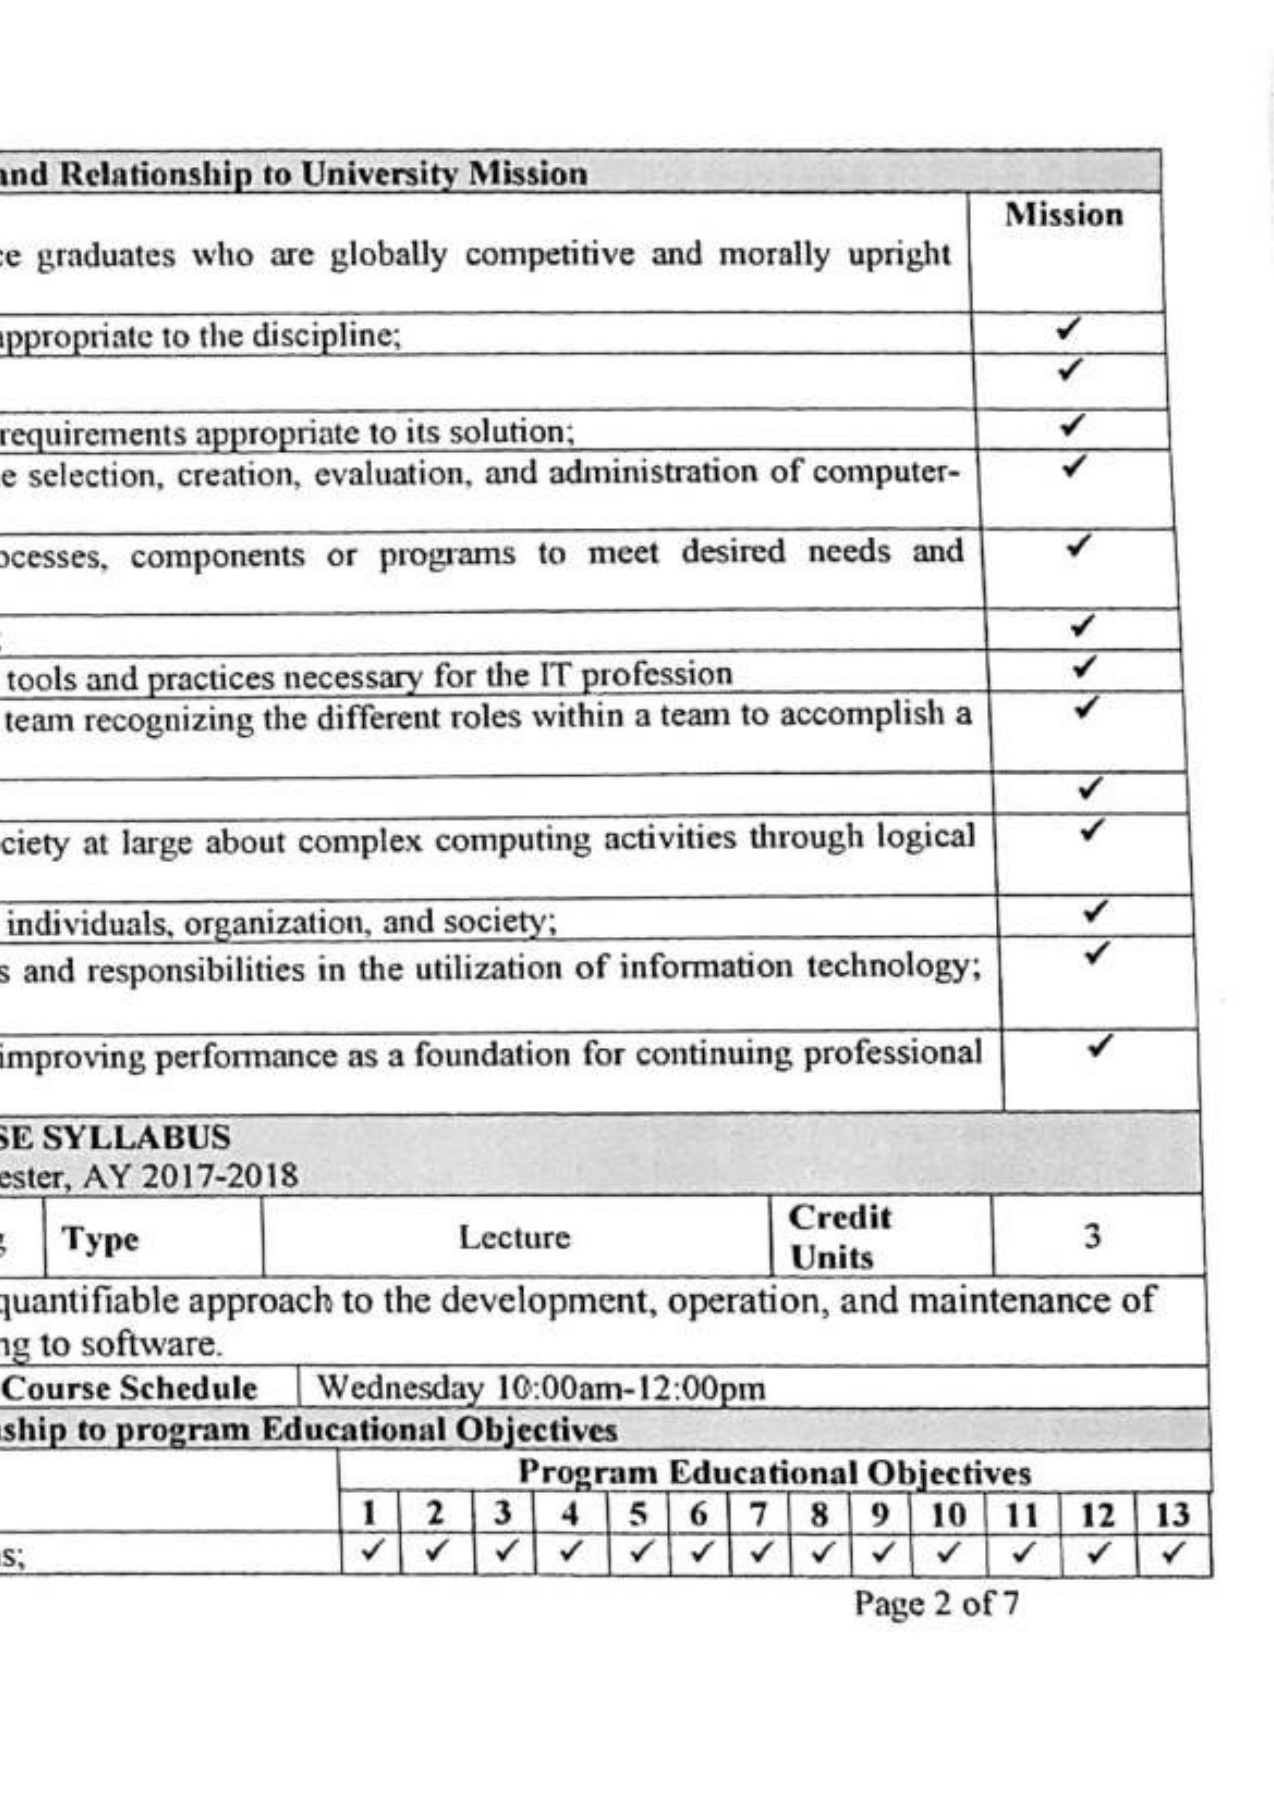 and Relationship to University Mission
Mission
ce graduates who are globally competitive and morally upright
appropriate to the discipline;
✓
✓
requirements appropriate to its solution;
✓
e selection, creation, evaluation, and administration of computer-
✓
ocesses, components or programs to meet desired needs and
✓
;
✓
tools and practices necessary for the IT profession
✓
team recognizing the different roles within a team to accomplish a
✓
✓
ciety at large about complex computing activities through logical
✓
individuals, organization, and society;
✓
s and responsibilities in the utilization of information technology;
✓
improving performance as a foundation for continuing professional
✓
SE SYLLABUS
ester, AY 2017-2018
g Type Lecture Credit Units 3
quantifiable approach to the development, operation, and maintenance of
ng to software.
Course Schedule Wednesday 10:00am-12:00pm
ship to program Educational Objectives
Program Educational Objectives
1 2 3 4 5 6 7 8 9 10 11 12 13
s; ✓ ✓ ✓ ✓ ✓ ✓ ✓ ✓ ✓ ✓ ✓ ✓ ✓
Page 2 of 7